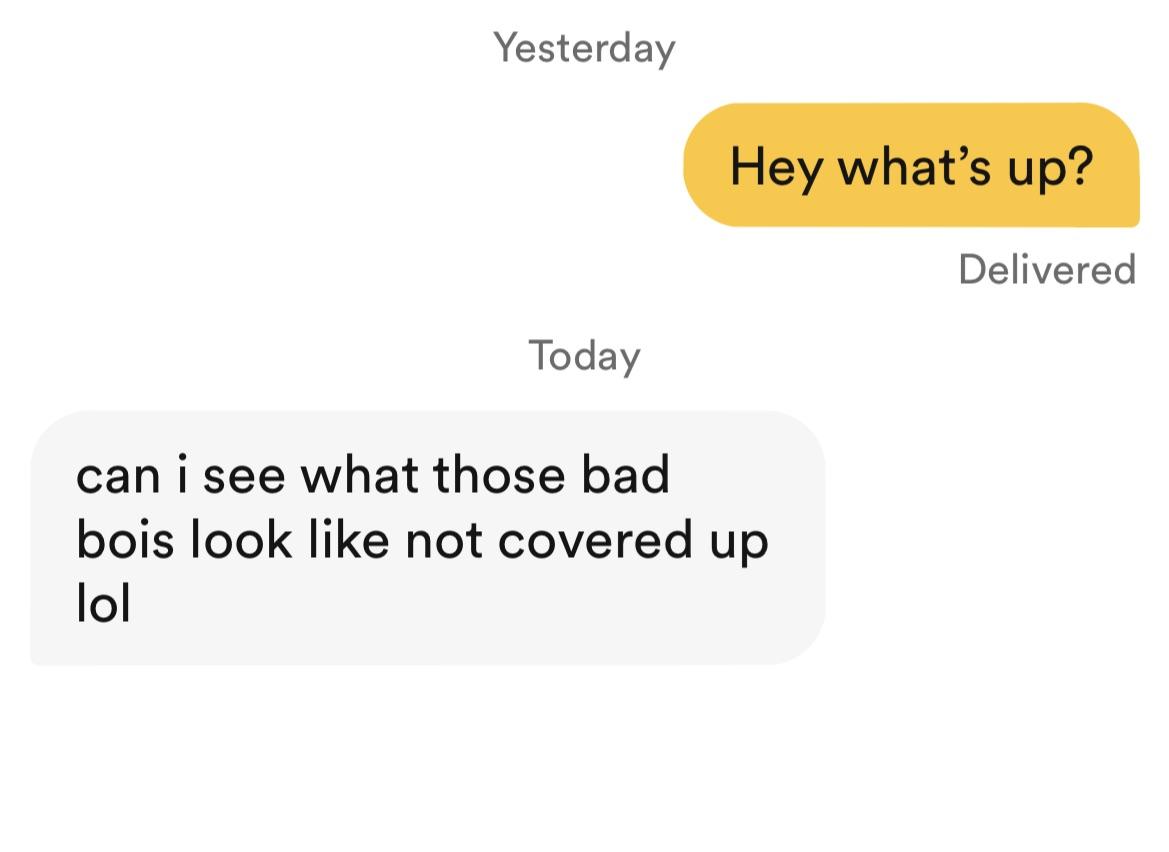 Yesterday
Hey what’s up?
Delivered
Today
can i see what those bad
bois look like not covered up
lol